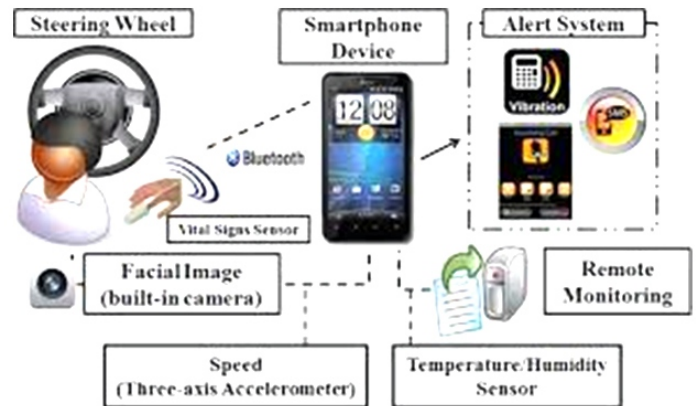 Steering Wheel
Smartphone
Device
Alert System
12 08
Vibration
SMS
Bluetooth
Vital Signs Sensor
Facial Image
(built-in camera)
Remote
Monitoring
Speed
(Three-axis Accelerometer)
Temperature/Humidity
Sensor